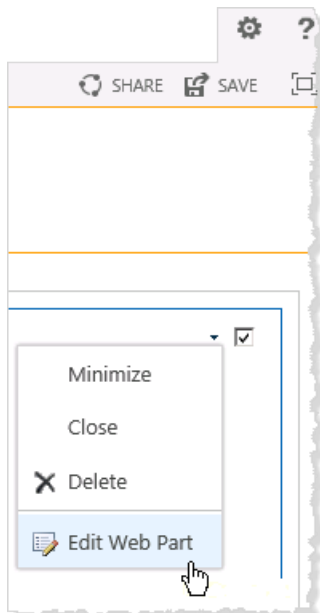 ?
SHARE SAVE
Minimize
Close
Delete
Edit Web Part